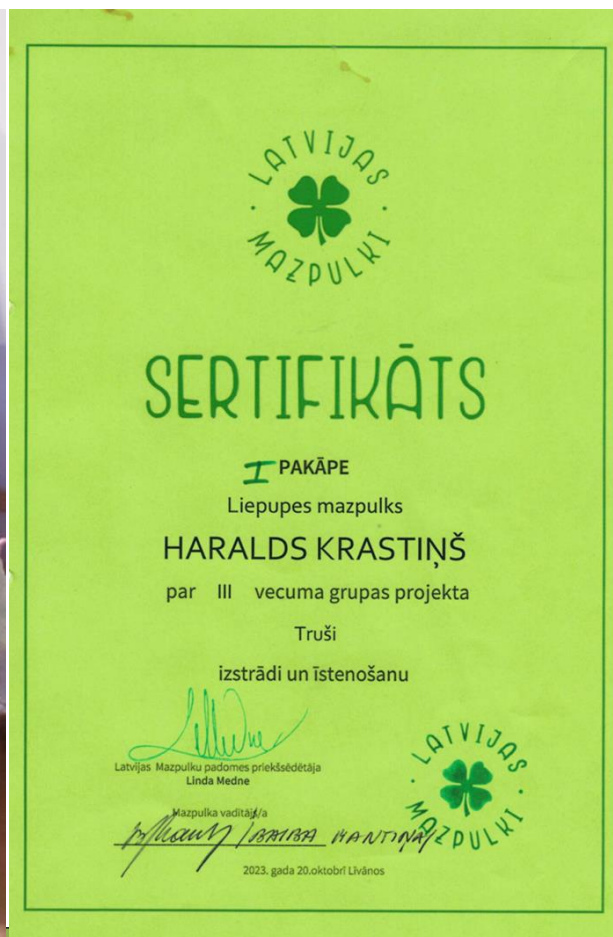 LATVIJAS
MAZPULKI
SERTIFIKĀTS
I PAKĀPE
Liepupes mazpulks
HARALDS KRASTIŅŠ
par III vecuma grupas projekta
Truši
izstrādi un īstenošanu
Latvijas Mazpulku padomes priekšsēdētāja
Linda Medne
LATVIJAS
MAZPULKI
Mazpulka vadītājs/a
/BAIBA MANTIŅA/
2023. gada 20.oktobrī Līvānos